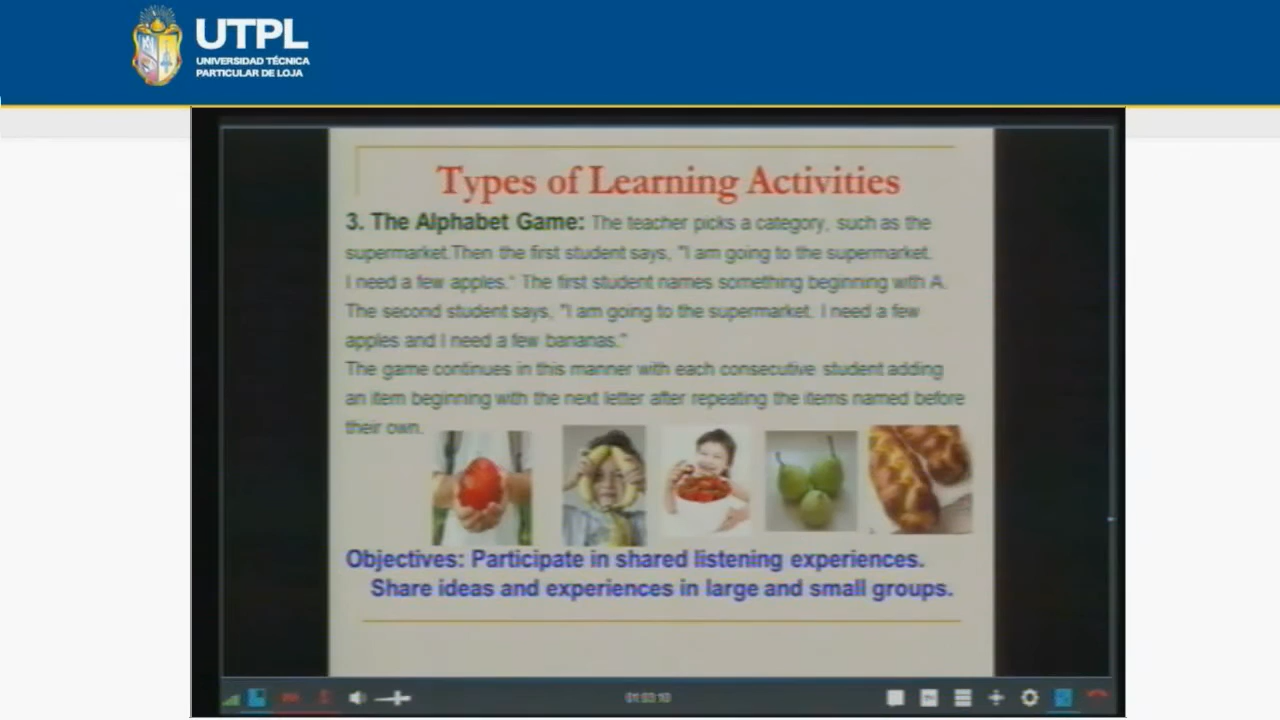 UTPL
UNIVERSIDAD TÉCNICA
PARTICULAR DE LOJA
Types of Learning Activities
3. The Alphabet Game: The teacher picks a category, such as the
supermarket.Then the first student says, "I am going to the supermarket.
I need a few apples." The first student names something beginning with A.
The second student says, "I am going to the supermarket. I need a few
apples and I need a few bananas."
The game continues in this manner with each consecutive student adding
an item beginning with the next letter after repeating the items named before
their own.
Objectives: Participate in shared listening experiences.
Share ideas and experiences in large and small groups.
01:03:10